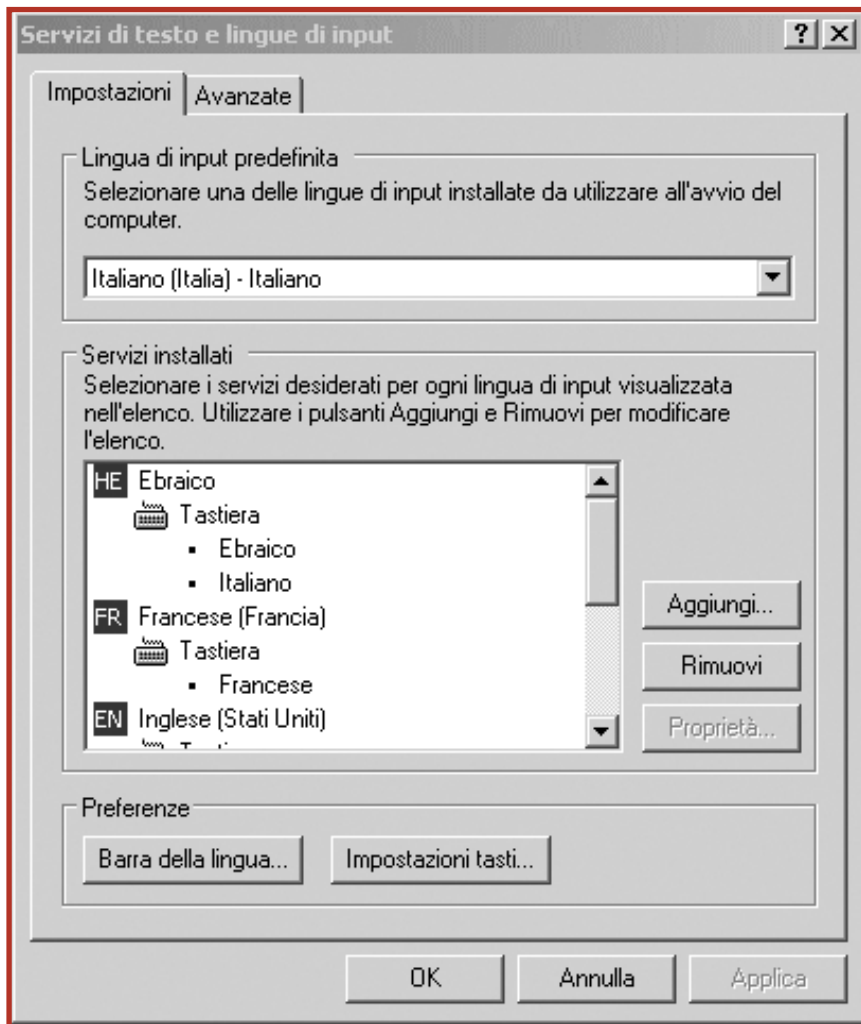 Servizi di testo e lingue di input
Impostazioni
Avanzate
Lingua di input predefinita
Selezionare una delle lingue di input installate da utilizzare all'avvio del
computer.
Italiano (Italia) - Italiano
Servizi installati
Selezionare i servizi desiderati per ogni lingua di input visualizzata
nell'elenco. Utilizzare i pulsanti Aggiungi e Rimuovi per modificare
l'elenco.
HE Ebraico
Tastiera
▪ Ebraico
▪ Italiano
FR Francese (Francia)
Tastiera
▪ Francese
EN Inglese (Stati Uniti)
Aggiungi...
Rimuovi
Proprietà...
Preferenze
Barra della lingua...
Impostazioni tasti...
OK
Annulla
Applica